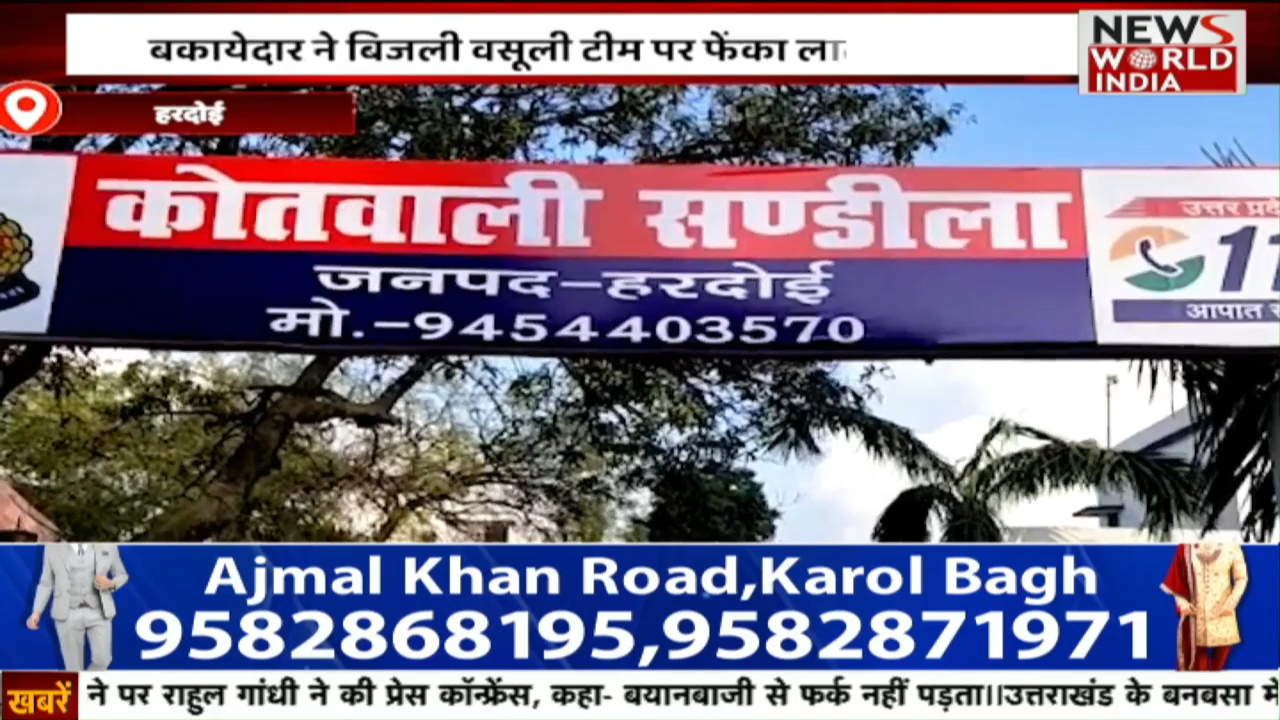 बकायेदार ने बिजली वसूली टीम पर फेंका
NEWS
WORLD
INDIA
हरदोई
कोतवाली सण्डीला
जनपद-हरदोई
मो.-9454403570
उत्तर
11
आपात
Ajmal Khan Road,Karol Bagh
9582868195,9582871971
खबरें
ने पर राहुल गांधी ने की प्रेस कॉन्फ्रेंस, कहा- बयानबाजी से फर्क नहीं पड़ता।।उत्तराखंड के बनबसा में